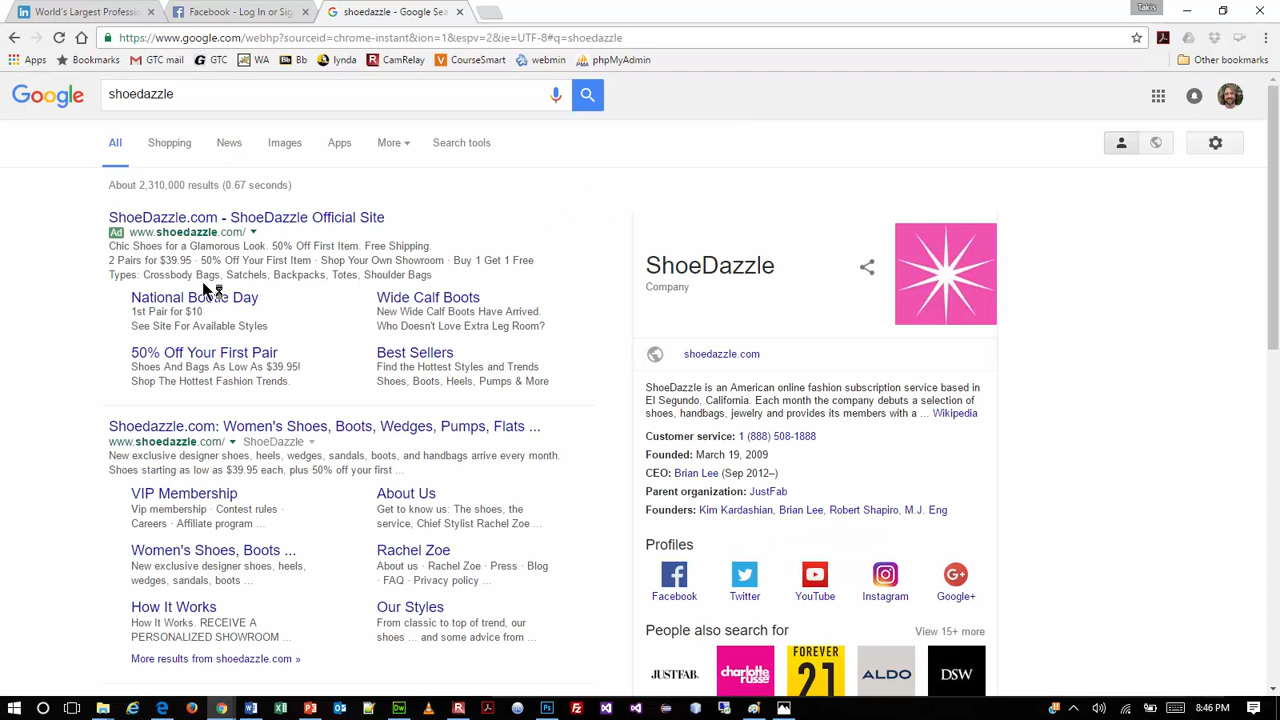 World's Largest Professi
Facebook - Log In or Sig
shoedazzle - Google Sea
Takis
https://www.google.com/webhp?sourceid=chrome-instant&ion=1&espv=2&ie=UTF-8#q=shoedazzle
Apps Bookmarks GTC mail GTC WA Bb lynda CamRelay CourseSmart webmin phpMyAdmin Other bookmarks
Google shoedazzle
All Shopping News Images Apps More Search tools
About 2,310,000 results (0.67 seconds)
ShoeDazzle.com - ShoeDazzle Official Site
Ad www.shoedazzle.com/
Chic Shoes for a Glamorous Look. 50% Off First Item. Free Shipping.
2 Pairs for $39.95 · 50% Off Your First Item · Shop Your Own Showroom · Buy 1 Get 1 Free
Types: Crossbody Bags, Satchels, Backpacks, Totes, Shoulder Bags
National Day
1st Pair for $10
See Site For Available Styles
Wide Calf Boots
New Wide Calf Boots Have Arrived.
Who Doesn't Love Extra Leg Room?
50% Off Your First Pair
Shoes And Bags As Low As $39.95!
Shop The Hottest Fashion Trends.
Best Sellers
Find the Hottest Styles and Trends
Shoes, Boots, Heels, Pumps & More
Shoedazzle.com: Women's Shoes, Boots, Wedges, Pumps, Flats ...
www.shoedazzle.com/ ShoeDazzle
New exclusive designer shoes, heels, wedges, sandals, boots, and handbags arrive every month.
Shoes starting as low as $39.95 each, plus 50% off your first ...
VIP Membership
Vip membership · Contest rules ·
Careers · Affiliate program ...
About Us
Get to know us: The shoes, the
service, Chief Stylist Rachel Zoe ...
Women's Shoes, Boots ...
New exclusive designer shoes, heels,
wedges, sandals, boots ...
Rachel Zoe
About us · Rachel Zoe · Press · Blog
· FAQ · Privacy policy ...
How It Works
How It Works. RECEIVE A
PERSONALIZED SHOWROOM ...
Our Styles
From classic to top of trend, our
shoes ... and some advice from ...
More results from shoedazzle.com »
ShoeDazzle
Company
shoedazzle.com
ShoeDazzle is an American online fashion subscription service based in
El Segundo, California. Each month the company debuts a selection of
shoes, handbags, jewelry and provides its members with a ... Wikipedia
Customer service: 1 (888) 508-1888
Founded: March 19, 2009
CEO: Brian Lee (Sep 2012–)
Parent organization: JustFab
Founders: Kim Kardashian, Brian Lee, Robert Shapiro, M.J. Eng
Profiles
Facebook Twitter YouTube Instagram Google+
People also search for View 15+ more
JUSTFAB charlotte russe FOREVER 21 ALDO DSW
8:46 PM